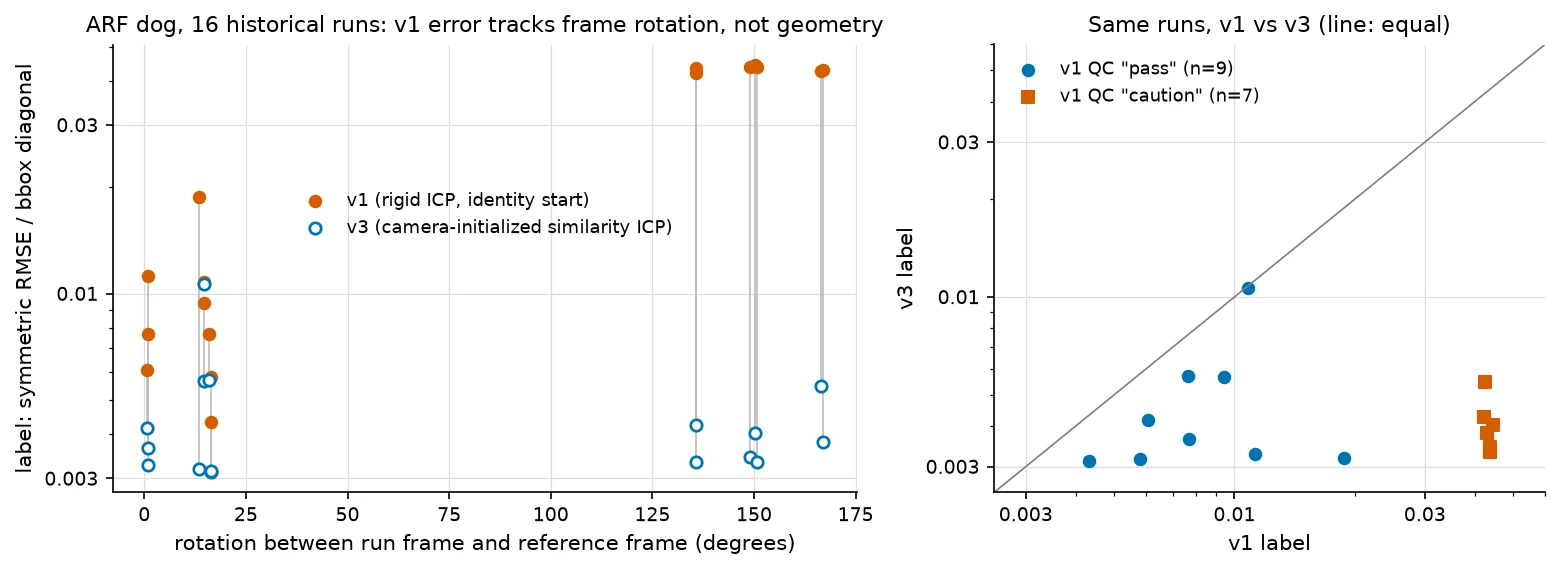 ARF dog, 16 historical runs: v1 error tracks frame rotation, not geometry
label: symmetric RMSE / bbox diagonal
0.03
0.01
0.003
v1 (rigid ICP, identity start)
v3 (camera-initialized similarity ICP)
0 25 50 75 100 125 150 175
rotation between run frame and reference frame (degrees)
Same runs, v1 vs v3 (line: equal)
v3 label
0.03
0.01
0.003
v1 QC "pass" (n=9)
v1 QC "caution" (n=7)
0.003 0.01 0.03
v1 label